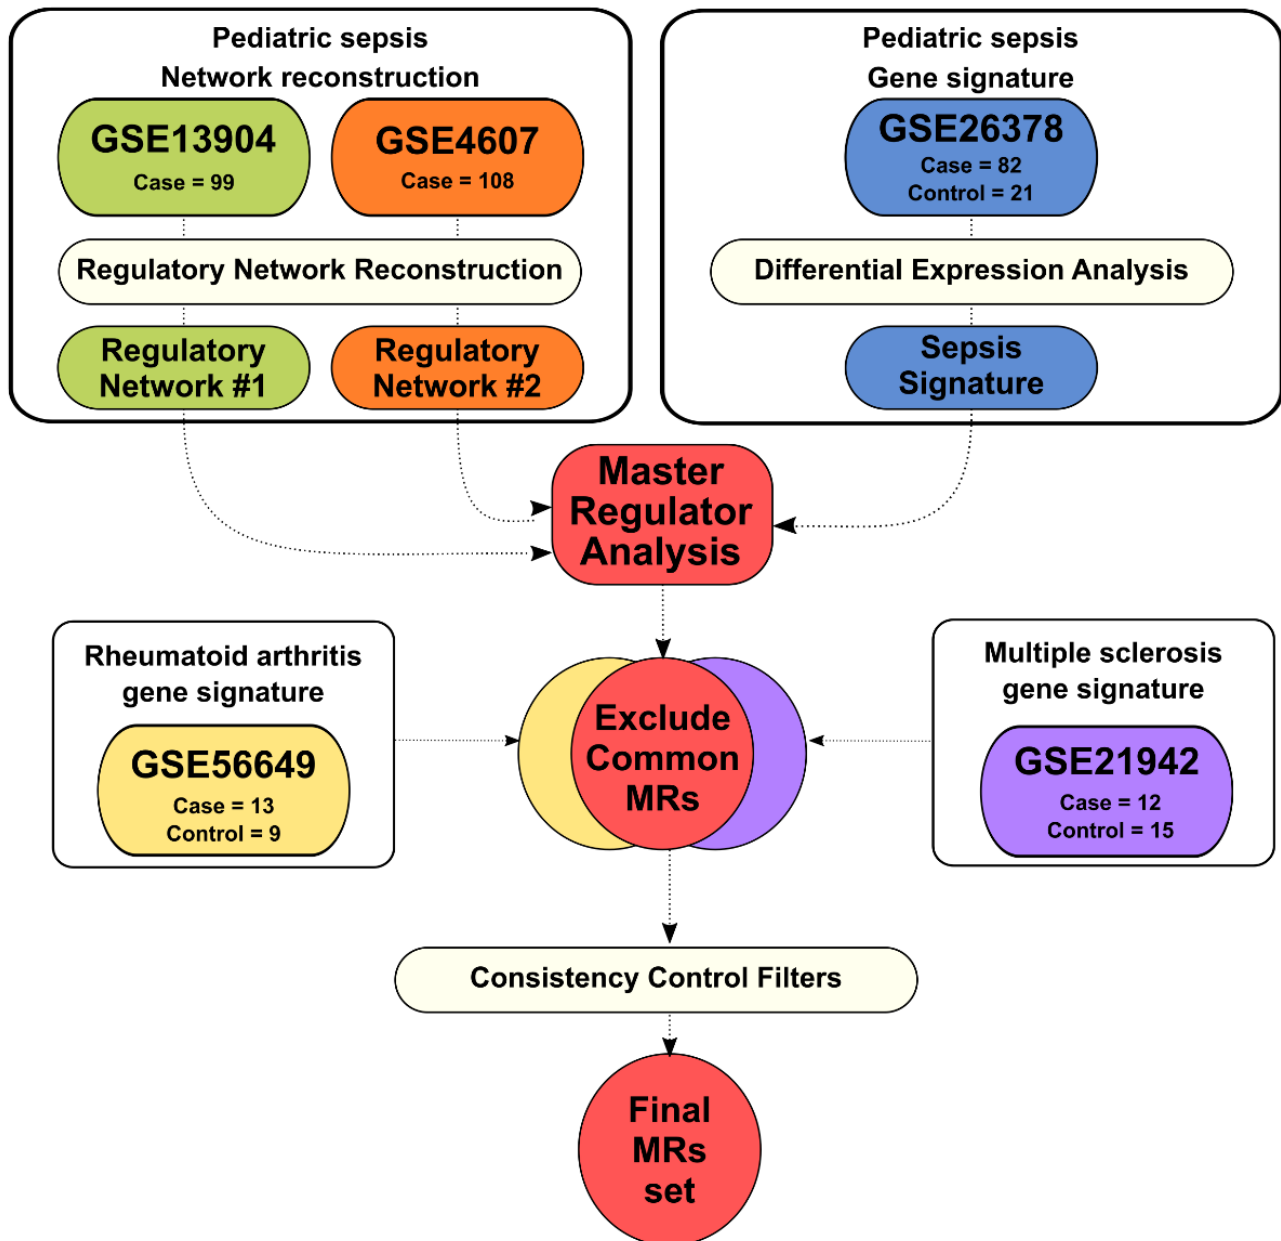 Pediatric sepsis
Network reconstruction
GSE13904
Case = 99
GSE4607
Case = 108
Regulatory Network Reconstruction
Regulatory
Network #1
Regulatory
Network #2
Pediatric sepsis
Gene signature
GSE26378
Case = 82
Control = 21
Differential Expression Analysis
Sepsis
Signature
Master
Regulator
Analysis
Rheumatoid arthritis
gene signature
GSE56649
Case = 13
Control = 9
Exclude
Common
MRs
Multiple sclerosis
gene signature
GSE21942
Case = 12
Control = 15
Consistency Control Filters
Final
MRs
set